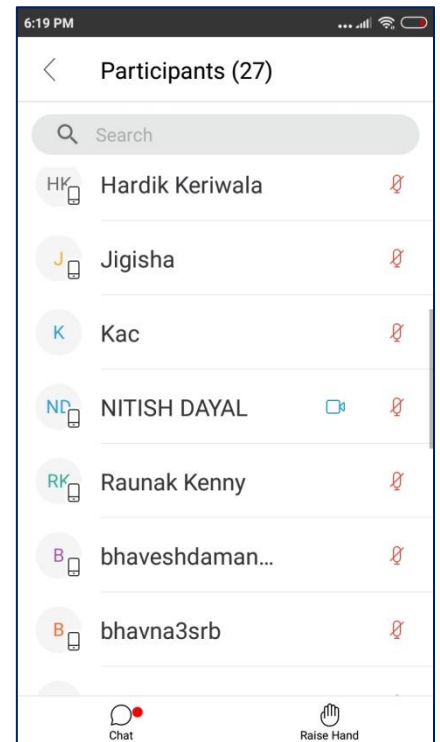 6:19 PM
Participants (27)
Search
HK Hardik Keriwala
J Jigisha
K Kac
ND NITISH DAYAL
RK Raunak Kenny
B bhaveshdaman...
B bhavna3srb
Chat Raise Hand